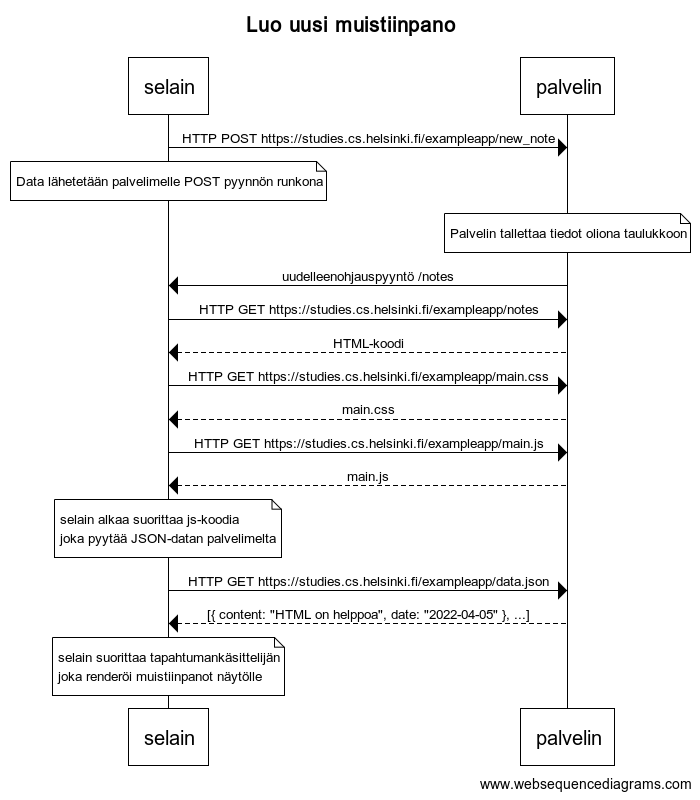 Luo uusi muistiinpano
selain
palvelin
HTTP POST https://studies.cs.helsinki.fi/exampleapp/new_note
Data lähetetään palvelimelle POST pyynnön runkona
Palvelin tallettaa tiedot oliona taulukkoon
uudelleenohjauspyyntö /notes
HTTP GET https://studies.cs.helsinki.fi/exampleapp/notes
HTML-koodi
HTTP GET https://studies.cs.helsinki.fi/exampleapp/main.css
main.css
HTTP GET https://studies.cs.helsinki.fi/exampleapp/main.js
main.js
selain alkaa suorittaa js-koodia
joka pyytää JSON-datan palvelimelta
HTTP GET https://studies.cs.helsinki.fi/exampleapp/data.json
[{ content: "HTML on helppoa", date: "2022-04-05" }, ...]
selain suorittaa tapahtumankäsittelijän
joka renderöi muistiinpanot näytölle
selain
palvelin
www.websequencediagrams.com